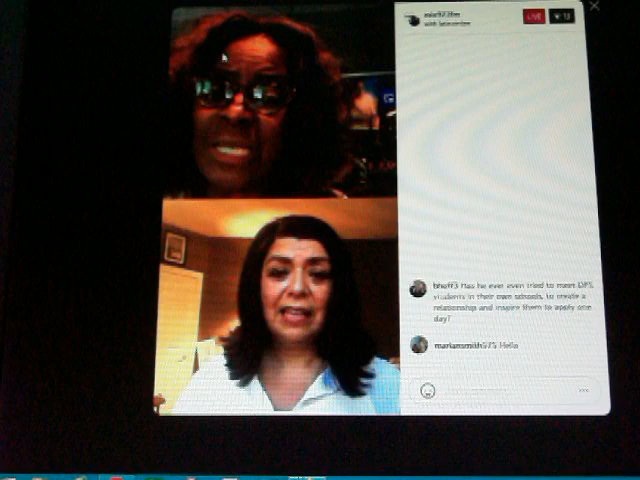 LIVE
bhoff3 Has he ever even tried to meet DPS
students in their own schools, to create a
relationship and inspire them to apply one
day?
mariansmith575 Hello